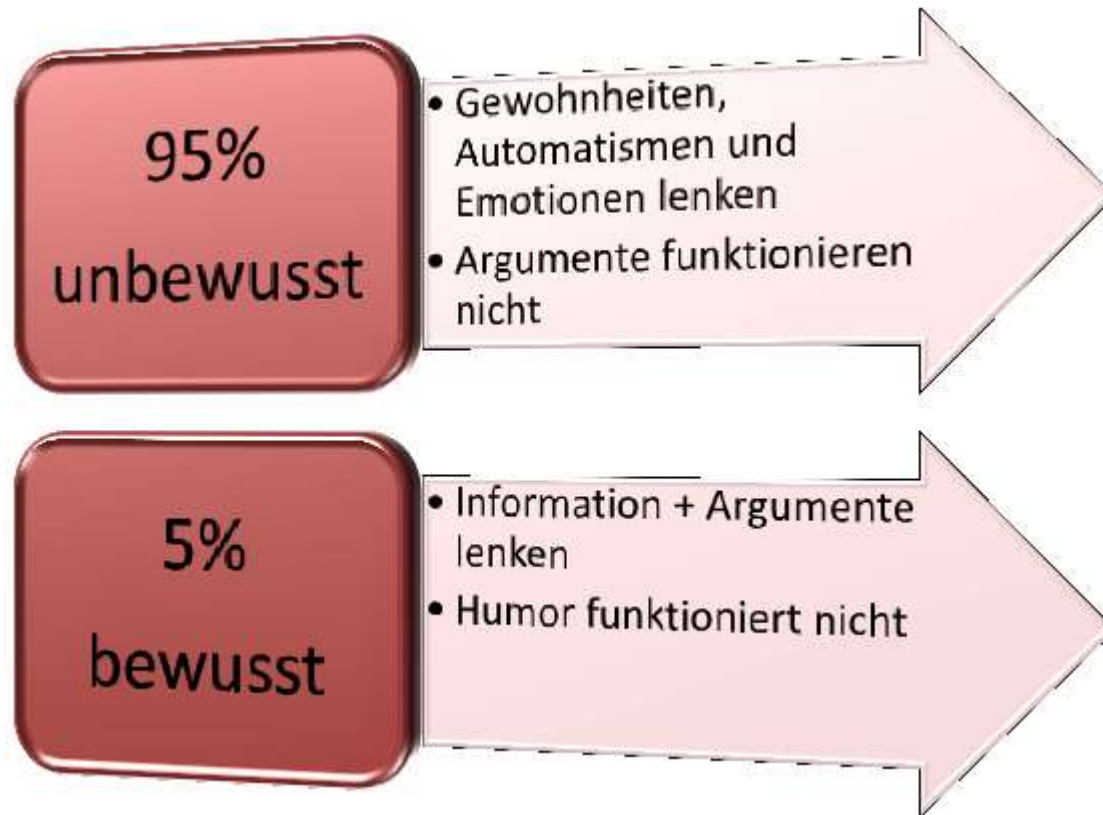 95%
unbewusst
• Gewohnheiten,
Automatismen und
Emotionen lenken
• Argumente funktionieren
nicht
5%
bewusst
• Information + Argumente
lenken
• Humor funktioniert nicht